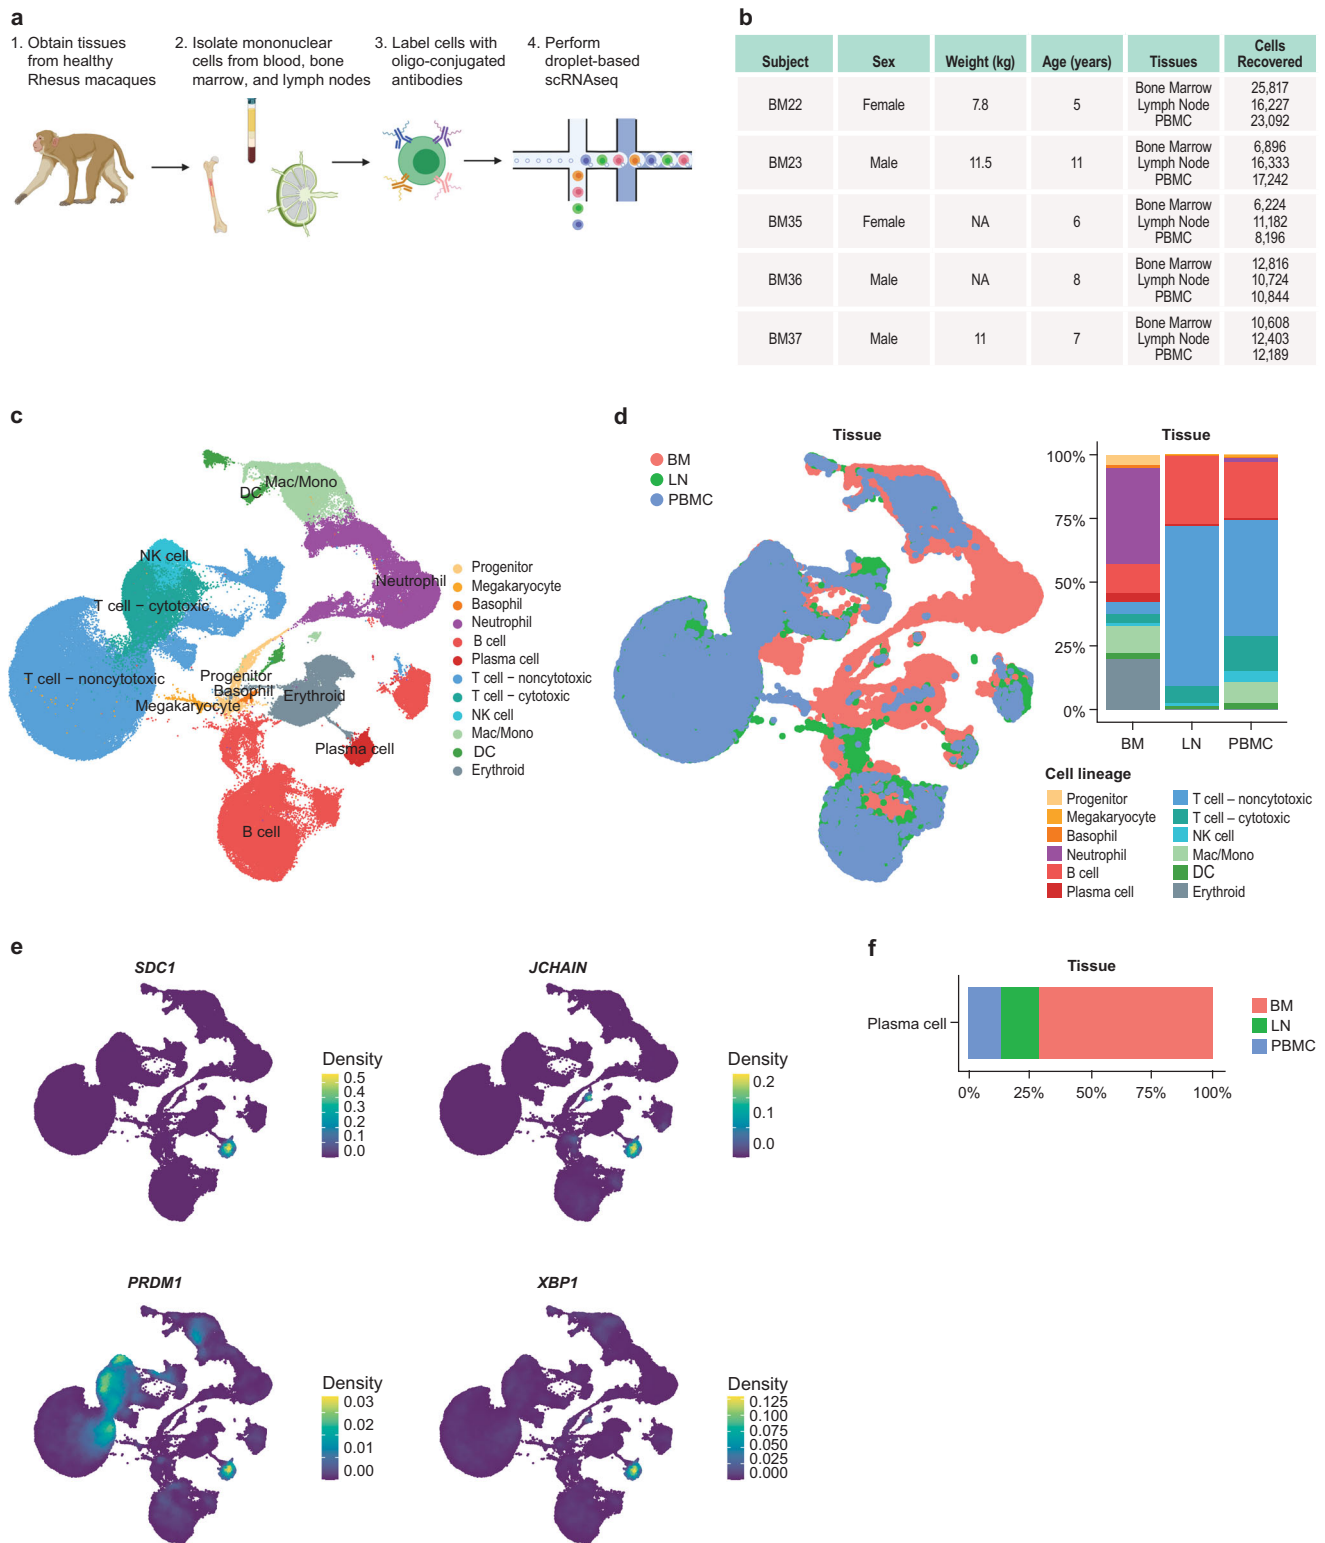 a
1. Obtain tissues
from healthy
Rhesus macaques
2. Isolate mononuclear
cells from blood, bone
marrow, and lymph nodes
3. Label cells with
oligo-conjugated
antibodies
4. Perform
droplet-based
scRNAseq
b
Subject Sex Weight (kg) Age (years) Tissues Cells Recovered
BM22 Female 7.8 5
Bone Marrow 25,817
Lymph Node 16,227
PBMC 23,092
BM23 Male 11.5 11
Bone Marrow 6,896
Lymph Node 16,333
PBMC 17,242
BM35 Female NA 6
Bone Marrow 6,224
Lymph Node 11,182
PBMC 8,196
BM36 Male NA 8
Bone Marrow 12,816
Lymph Node 10,724
PBMC 10,844
BM37 Male 11 7
Bone Marrow 10,608
Lymph Node 12,403
PBMC 12,189
c
Mac/Mono
DC
NK cell
Neutrophil
T cell – cytotoxic
T cell – noncytotoxic
Progenitor
Basophil
Erythroid
Megakaryocyte
Plasma cell
B cell
Progenitor
Megakaryocyte
Basophil
Neutrophil
B cell
Plasma cell
T cell – noncytotoxic
T cell – cytotoxic
NK cell
Mac/Mono
DC
Erythroid
d
Tissue
BM
LN
PBMC
Tissue
100%
75%
50%
25%
0%
BM LN PBMC
Cell lineage
Progenitor
Megakaryocyte
Basophil
Neutrophil
B cell
Plasma cell
T cell – noncytotoxic
T cell – cytotoxic
NK cell
Mac/Mono
DC
Erythroid
e
SDC1
Density
0.5
0.4
0.3
0.2
0.1
0.0
JCHAIN
Density
0.2
0.1
0.0
PRDM1
Density
0.03
0.02
0.01
0.00
XBP1
Density
0.125
0.100
0.075
0.050
0.025
0.000
f
Tissue
Plasma cell
0% 25% 50% 75% 100%
BM
LN
PBMC